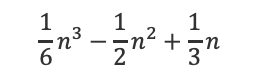 1/6 n³ − 1/2 n² + 1/3 n